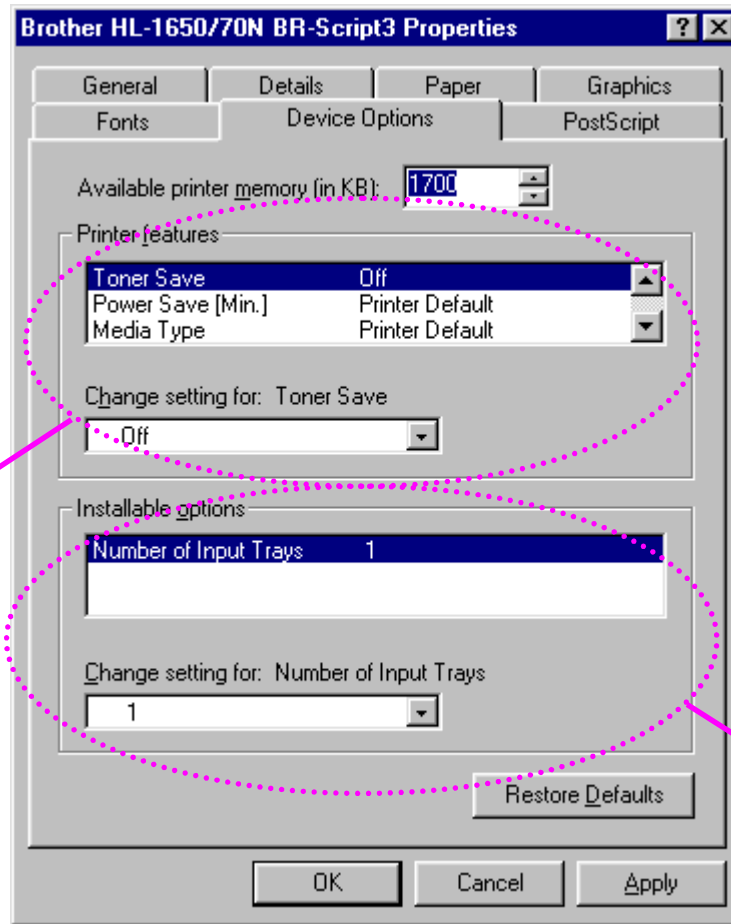 Brother HL-1650/70N BR-Script3 Properties
General Details Paper Graphics
Fonts Device Options PostScript
Available printer memory (in KB): 1700
Printer features
Toner Save Off
Power Save [Min.] Printer Default
Media Type Printer Default
Change setting for: Toner Save
Off
Installable options
Number of Input Trays 1
Change setting for: Number of Input Trays
1
Restore Defaults
OK Cancel Apply